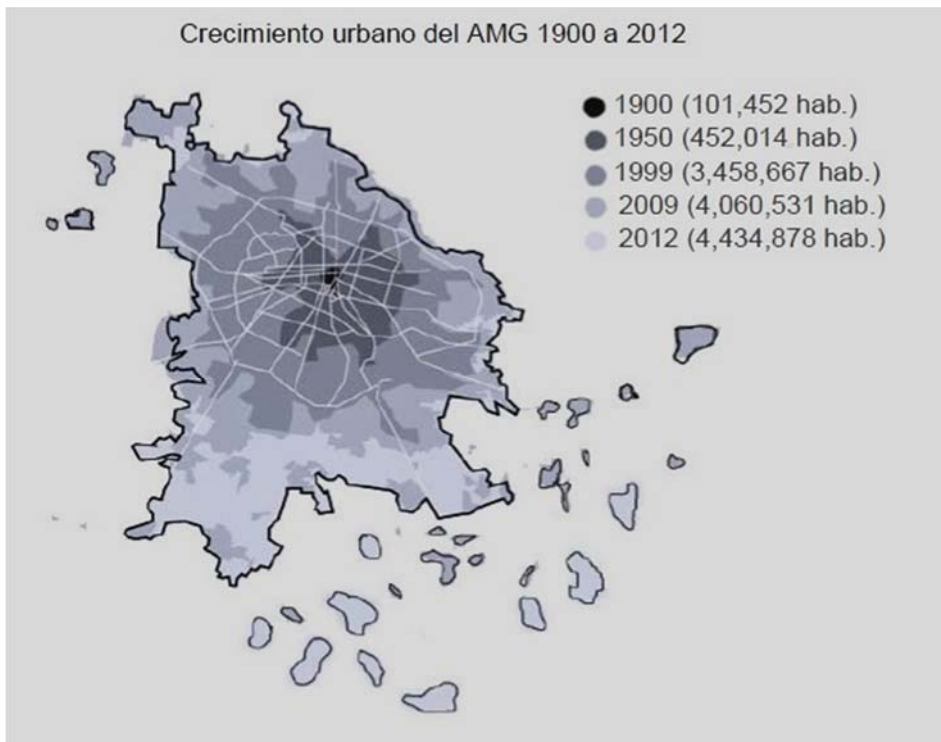 Crecimiento urbano del AMG 1900 a 2012
1900 (101,452 hab.)
1950 (452,014 hab.)
1999 (3,458,667 hab.)
2009 (4,060,531 hab.)
2012 (4,434,878 hab.)